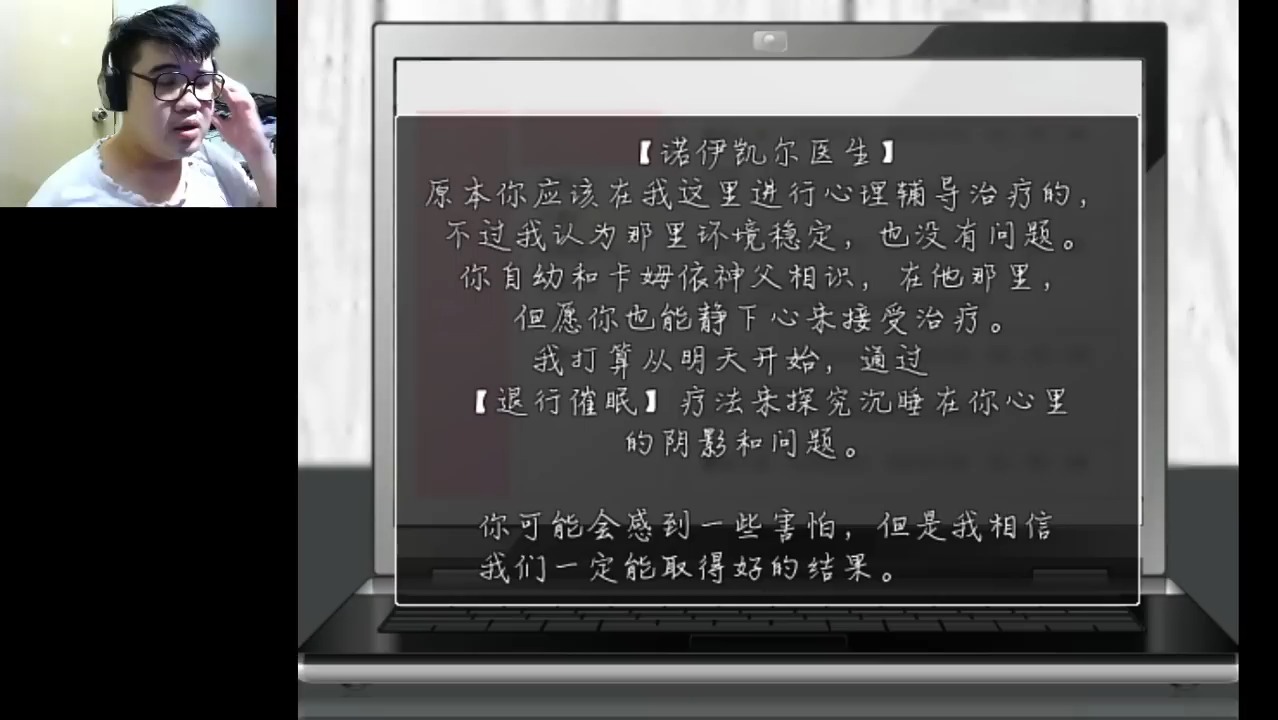 【诺伊凯尔医生】
原本你应该在我这里进行心理辅导治疗的，
不过我认为那里环境稳定，也没有问题。
你自幼和卡姆依神父相识，在他那里，
但愿你也能静下心来接受治疗。
我打算从明天开始，通过
【退行催眠】疗法来探究沉睡在你心里
的阴影和问题。
你可能会感到一些害怕，但是我相信
我们一定能取得好的结果。